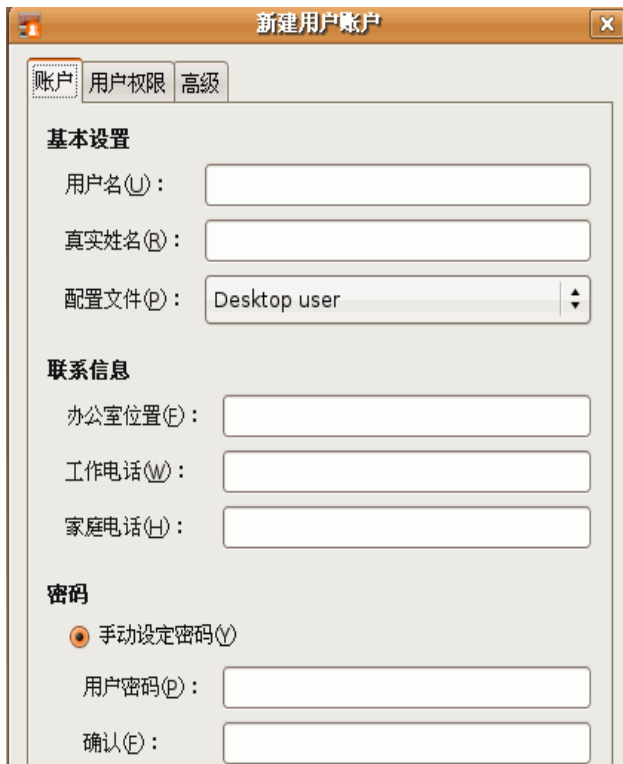 新建用户账户
账户 用户权限 高级
基本设置
用户名(U)：
真实姓名(R)：
配置文件(P)： Desktop user
联系信息
办公室位置(F)：
工作电话(W)：
家庭电话(H)：
密码
手动设定密码(Y)
用户密码(P)：
确认(F)：